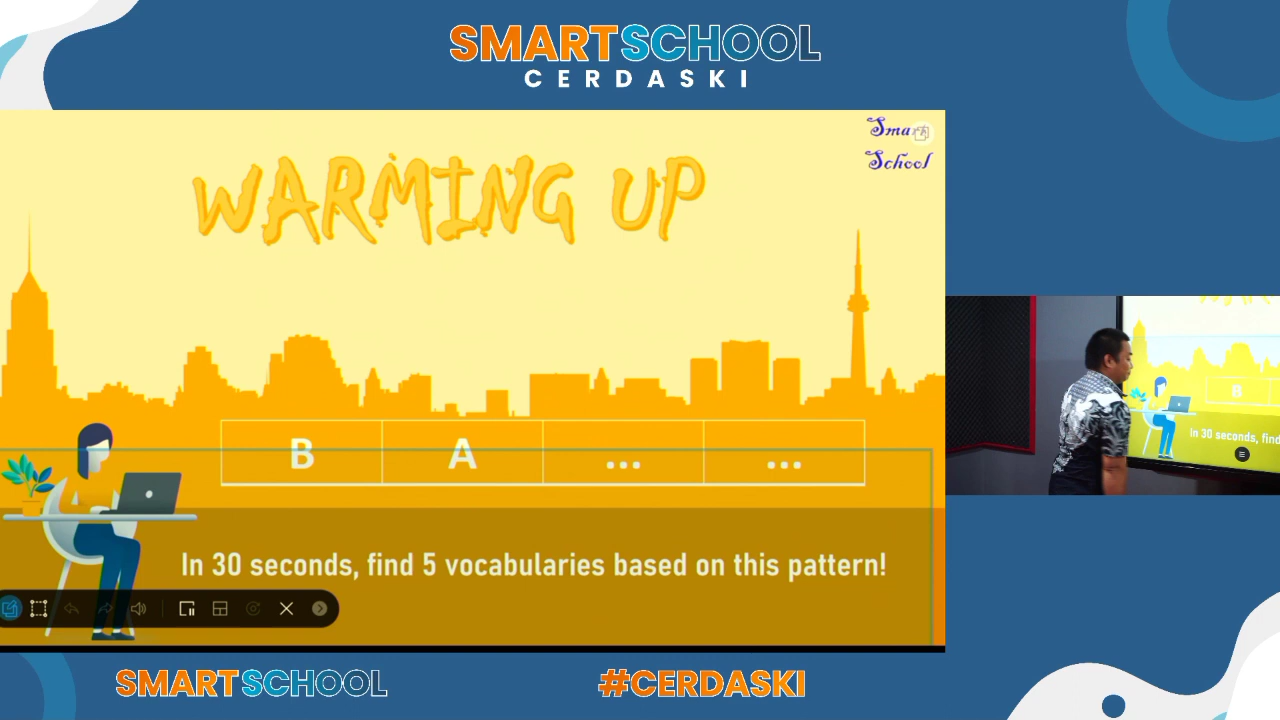 SMARTSCHOOL
CERDASKI
Smart
School
WARMING UP
B A ... ...
In 30 seconds, find 5 vocabularies based on this pattern!
B
In 30 seconds, find
SMARTSCHOOL
#CERDASKI